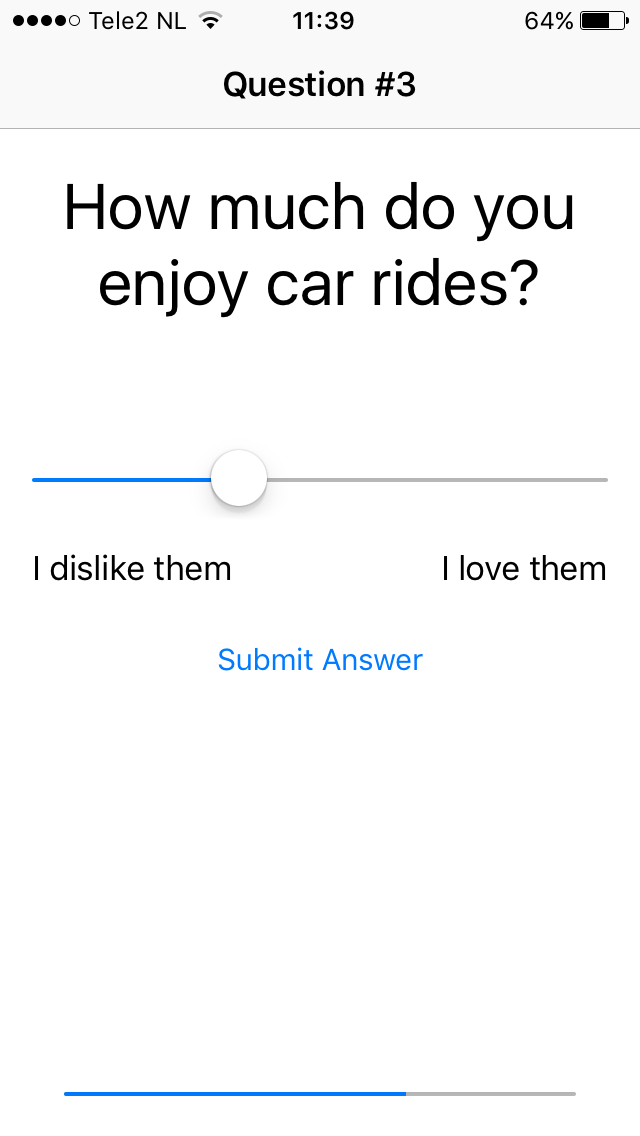 Tele2 NL 11:39 64%
Question #3
How much do you
enjoy car rides?
I dislike them I love them
Submit Answer